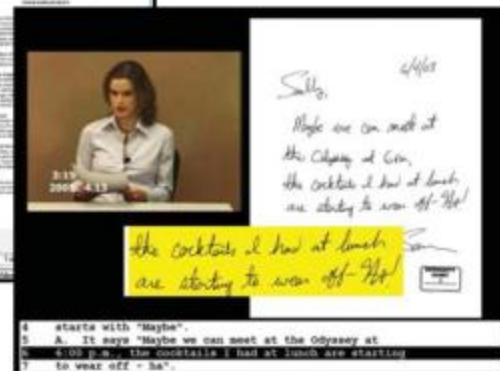 3:15
2005. 4.13
6/4/03
Sally,
Maybe we can meet at
the Odyssey at 6:00,
the cocktails I had at lunch
are starting to wear off - Ha!
the cocktails I had at lunch
are starting to wear off - Ha!
4 starts with "Maybe".
5 A. It says "Maybe we can meet at the Odyssey at
6 6:00 p.m., the cocktails I had at lunch are starting
7 to wear off - ha".